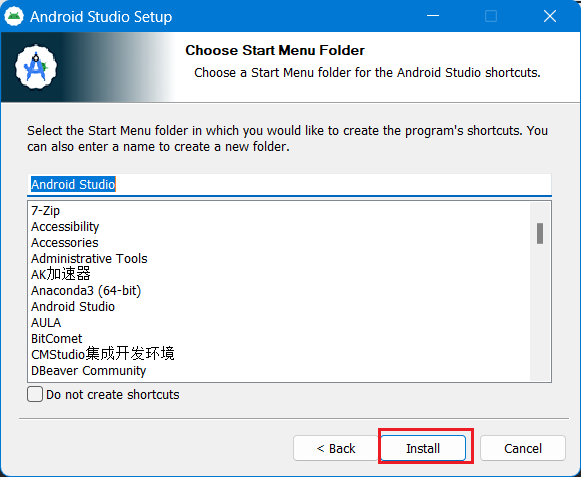 Android Studio Setup
Choose Start Menu Folder
Choose a Start Menu folder for the Android Studio shortcuts.
Select the Start Menu folder in which you would like to create the program's shortcuts. You
can also enter a name to create a new folder.
Android Studio
7-Zip
Accessibility
Accessories
Administrative Tools
AK加速器
Anaconda3 (64-bit)
Android Studio
AULA
BitComet
CMStudio集成开发环境
DBeaver Community
Do not create shortcuts
< Back
Install
Cancel